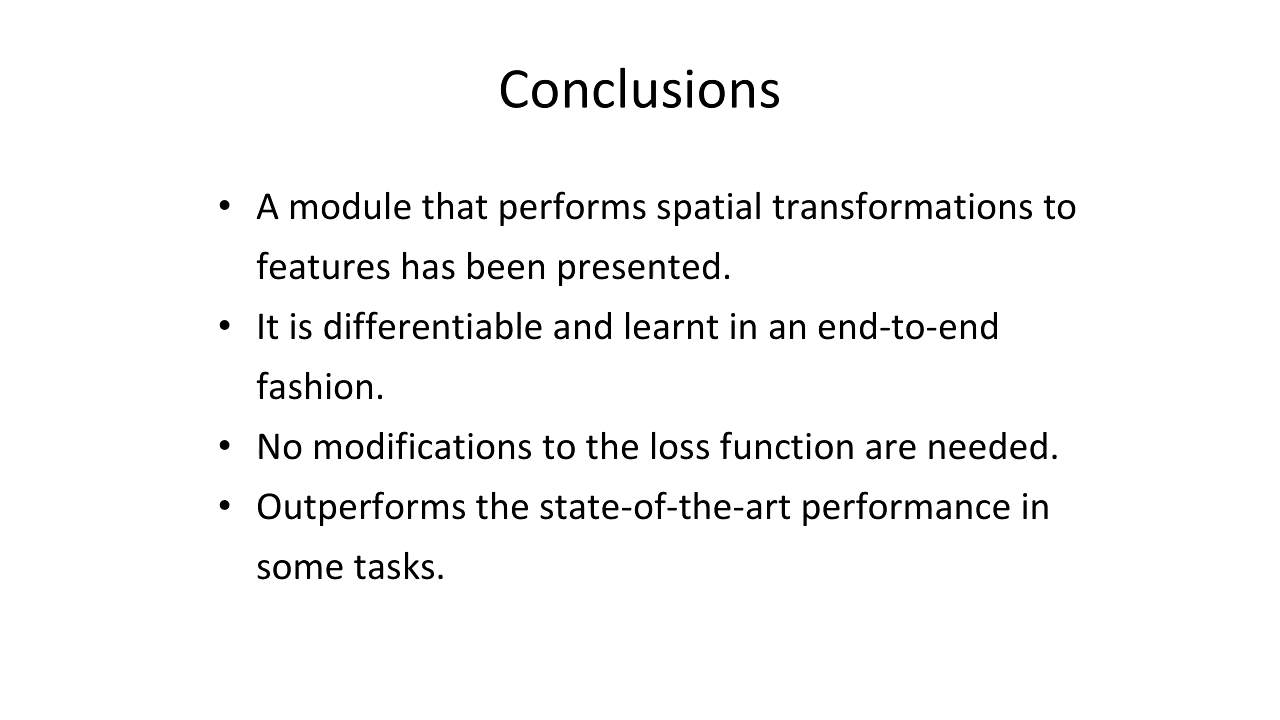 Conclusions
• A module that performs spatial transformations to
features has been presented.
• It is differentiable and learnt in an end-to-end
fashion.
• No modifications to the loss function are needed.
• Outperforms the state-of-the-art performance in
some tasks.